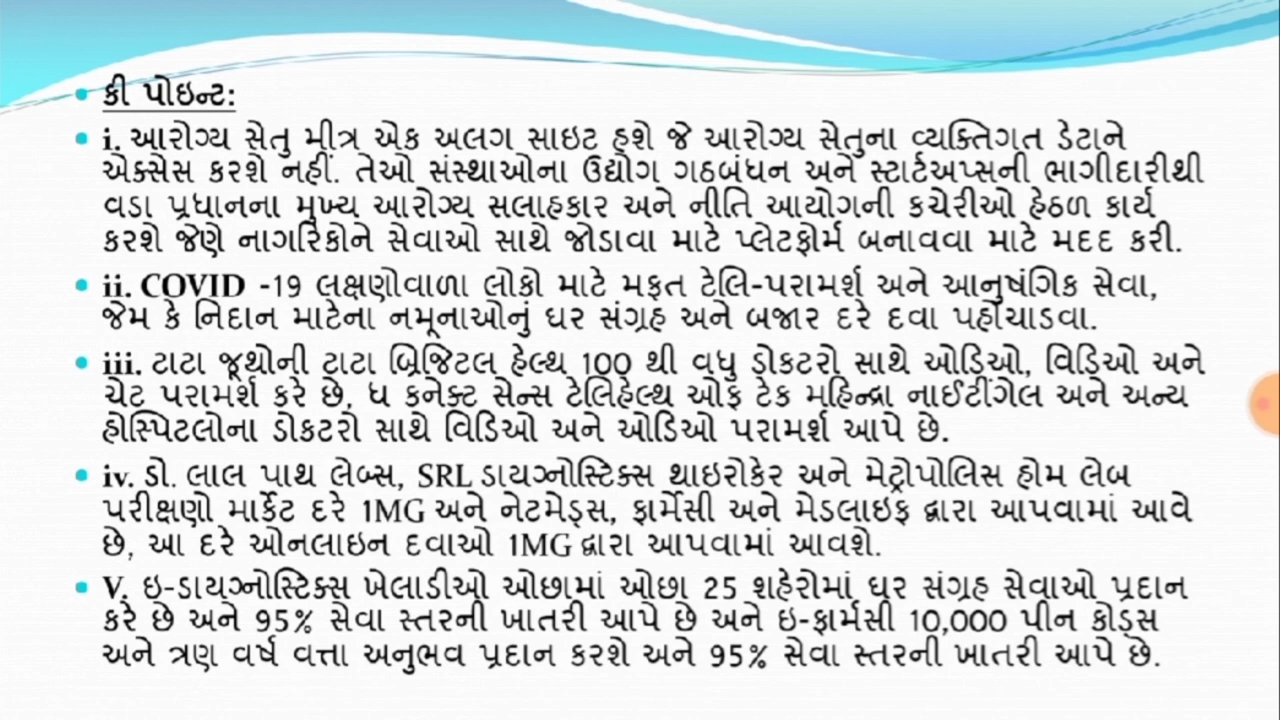 કી પોઇન્ટ:
i. આરોગ્ય સેતુ મીત્ર એક અલગ સાઇટ હશે જે આરોગ્ય સેતુના વ્યક્તિગત ડેટાને
એક્સેસ કરશે નહીં. તેઓ સંસ્થાઓના ઉદ્યોગ ગઠબંધન અને સ્ટાર્ટઅપ્સની ભાગીદારીથી
વડા પ્રધાનના મુખ્ય આરોગ્ય સલાહકાર અને નીતિ આયોગની કચેરીઓ હેઠળ કાર્ય
કરશે જેણે નાગરિકોને સેવાઓ સાથે જોડાવા માટે પ્લેટફોર્મ બનાવવા માટે મદદ કરી.
ii. COVID -19 લક્ષણોવાળા લોકો માટે મફત ટેલિ-પરામર્શ અને આનુષંગિક સેવા,
જેમ કે નિદાન માટેના નમૂનાઓનું ઘર સંગ્રહ અને બજાર દરે દવા પહોંચાડવા.
iii. ટાટા જૂથોની ટાટા બ્રિજિટલ હેલ્થ 100 થી વધુ ડોકટરો સાથે ઓડિઓ, વિડિઓ અને
ચેટ પરામર્શ કરે છે, ધ કનેક્ટ સેન્સ ટેલિહેલ્થ ઓફ ટેક મહિન્દ્રા નાઈટીંગેલ અને અન્ય
હોસ્પિટલોના ડોકટરો સાથે વિડિઓ અને ઓડિઓ પરામર્શ આપે છે.
iv. ડો. લાલ પાથ લેબ્સ, SRL ડાયગ્નોસ્ટિક્સ થાઇરોકેર અને મેટ્રોપોલિસ હોમ લેબ
પરીક્ષણો માર્કેટ દરે 1MG અને નેટમેડ્સ, ફાર્મેસી અને મેડલાઇફ દ્વારા આપવામાં આવે
છે, આ દરે ઓનલાઇન દવાઓ 1MG દ્વારા આપવામાં આવશે.
V. ઇ-ડાયગ્નોસ્ટિક્સ ખેલાડીઓ ઓછામાં ઓછા 25 શહેરોમાં ઘર સંગ્રહ સેવાઓ પ્રદાન
કરે છે અને 95% સેવા સ્તરની ખાતરી આપે છે અને ઇ-ફાર્મસી 10,000 પીન કોડ્સ
અને ત્રણ વર્ષ વત્તા અનુભવ પ્રદાન કરશે અને 95% સેવા સ્તરની ખાતરી આપે છે.